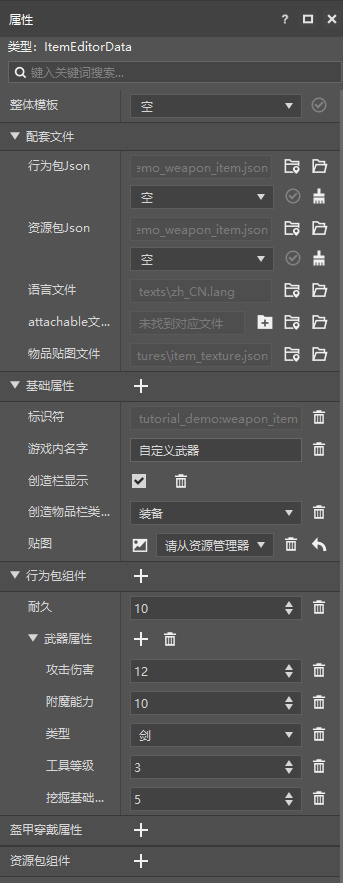 属性
类型: ItemEditorData
键入关键词搜索...
整体模板 空
配套文件
行为包Json emo_weapon_item.json
空
资源包Json emo_weapon_item.json
空
语言文件 texts\zh_CN.lang
attachable文... 未找到对应文件
物品贴图文件 tures\item_texture.json
基础属性
标识符 tutorial_demo:weapon_item
游戏内名字 自定义武器
创造栏显示
创造物品栏类... 装备
贴图 请从资源管理器
行为包组件
耐久 10
武器属性
攻击伤害 12
附魔能力 10
类型 剑
工具等级 3
挖掘基础... 5
盔甲穿戴属性
资源包组件